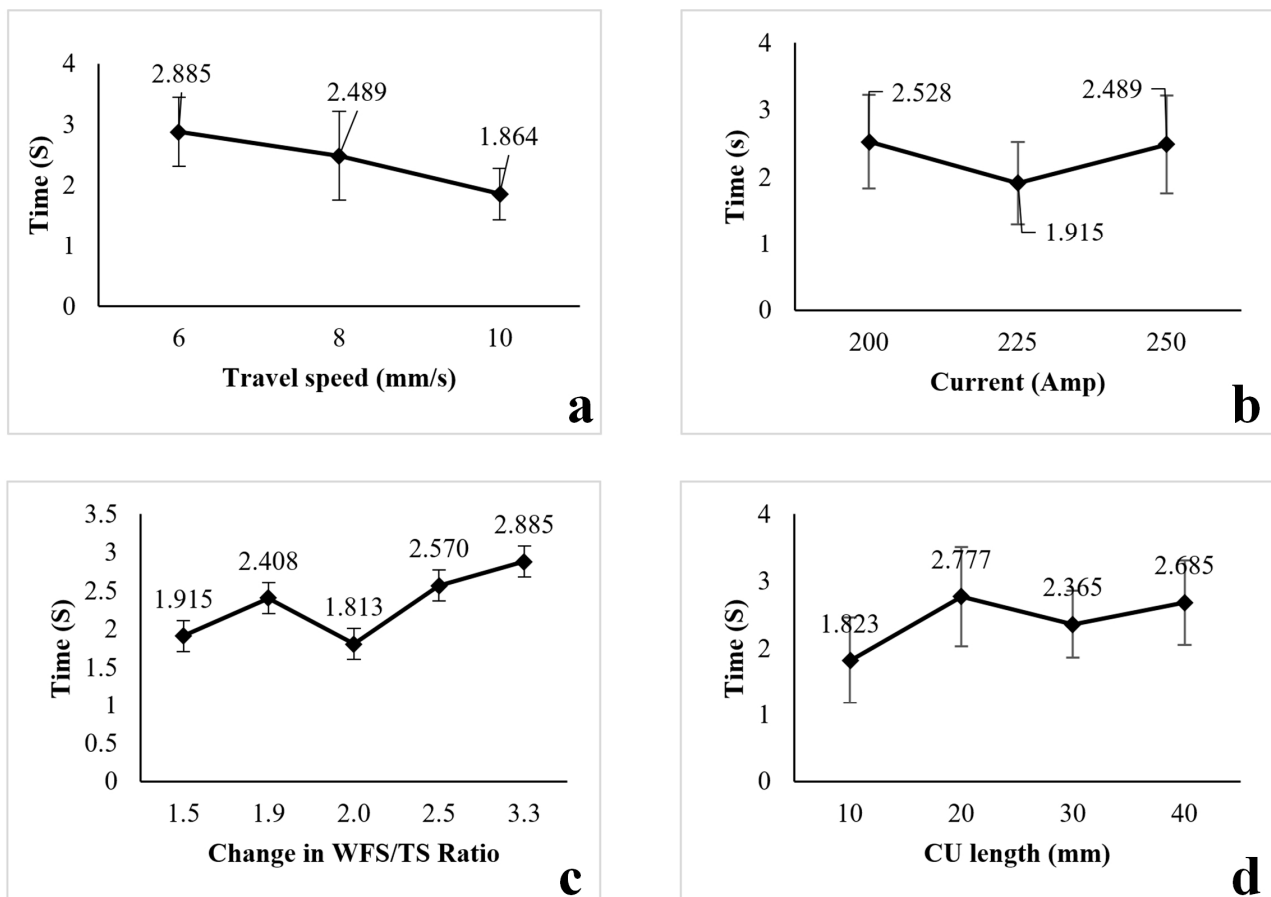 4
3
2
1
0
2.885
2.489
1.864
Time (S)
6 8 10
Travel speed (mm/s)
a
4
3
2
1
0
2.528
2.489
1.915
Time (s)
200 225 250
Current (Amp)
b
3.5
3
2.5
2
1.5
1
0.5
0
1.915
2.408
1.813
2.570
2.885
Time (S)
1.5 1.9 2.0 2.5 3.3
Change in WFS/TS Ratio
c
4
3
2
1
0
1.823
2.777
2.365
2.685
Time (S)
10 20 30 40
CU length (mm)
d